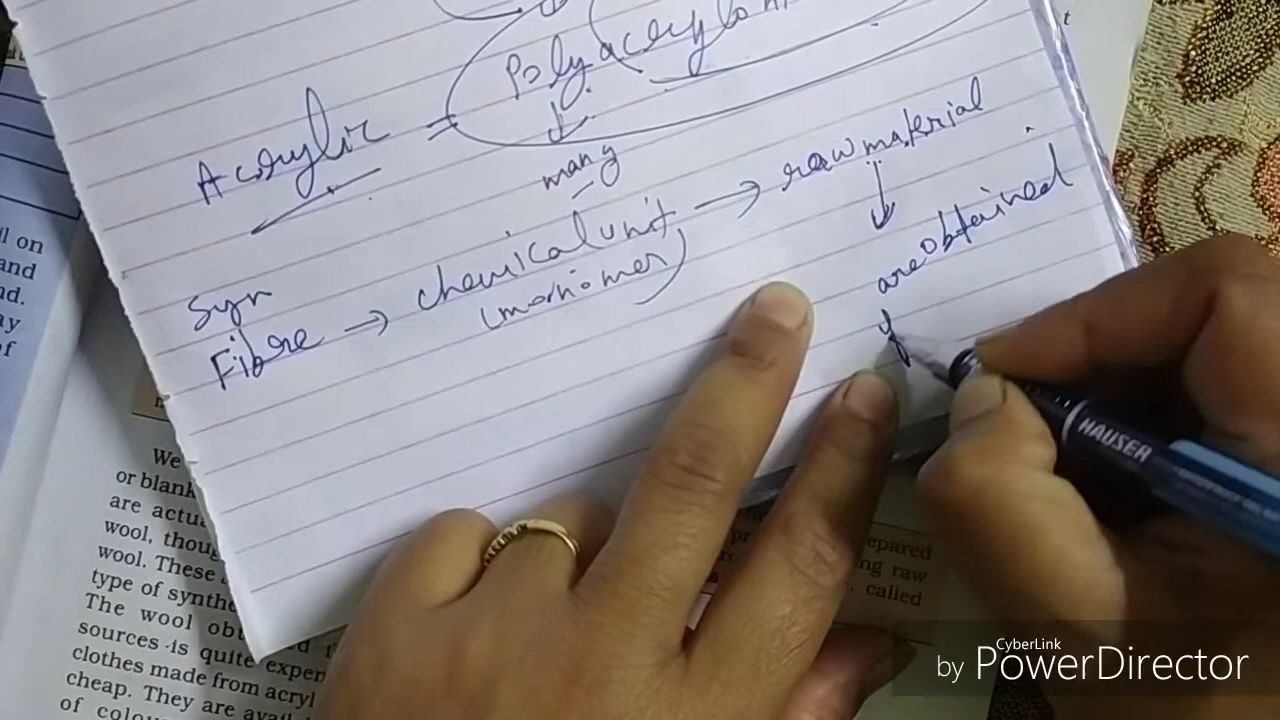 Polyacrylon
Acrylic =
many
raw material
Syn
Fibre → chemical unit →
(monomer)
are obtained
HAUSER
ll on
and
nd.
ay
of
We
or blank
are actu
wool, thoug
wool. These
type of synthe
The wool ob
sources is quite expen
clothes made from acryl
cheap. They are avail
of colou
epared
ng raw
called
CyberLink
by PowerDirector